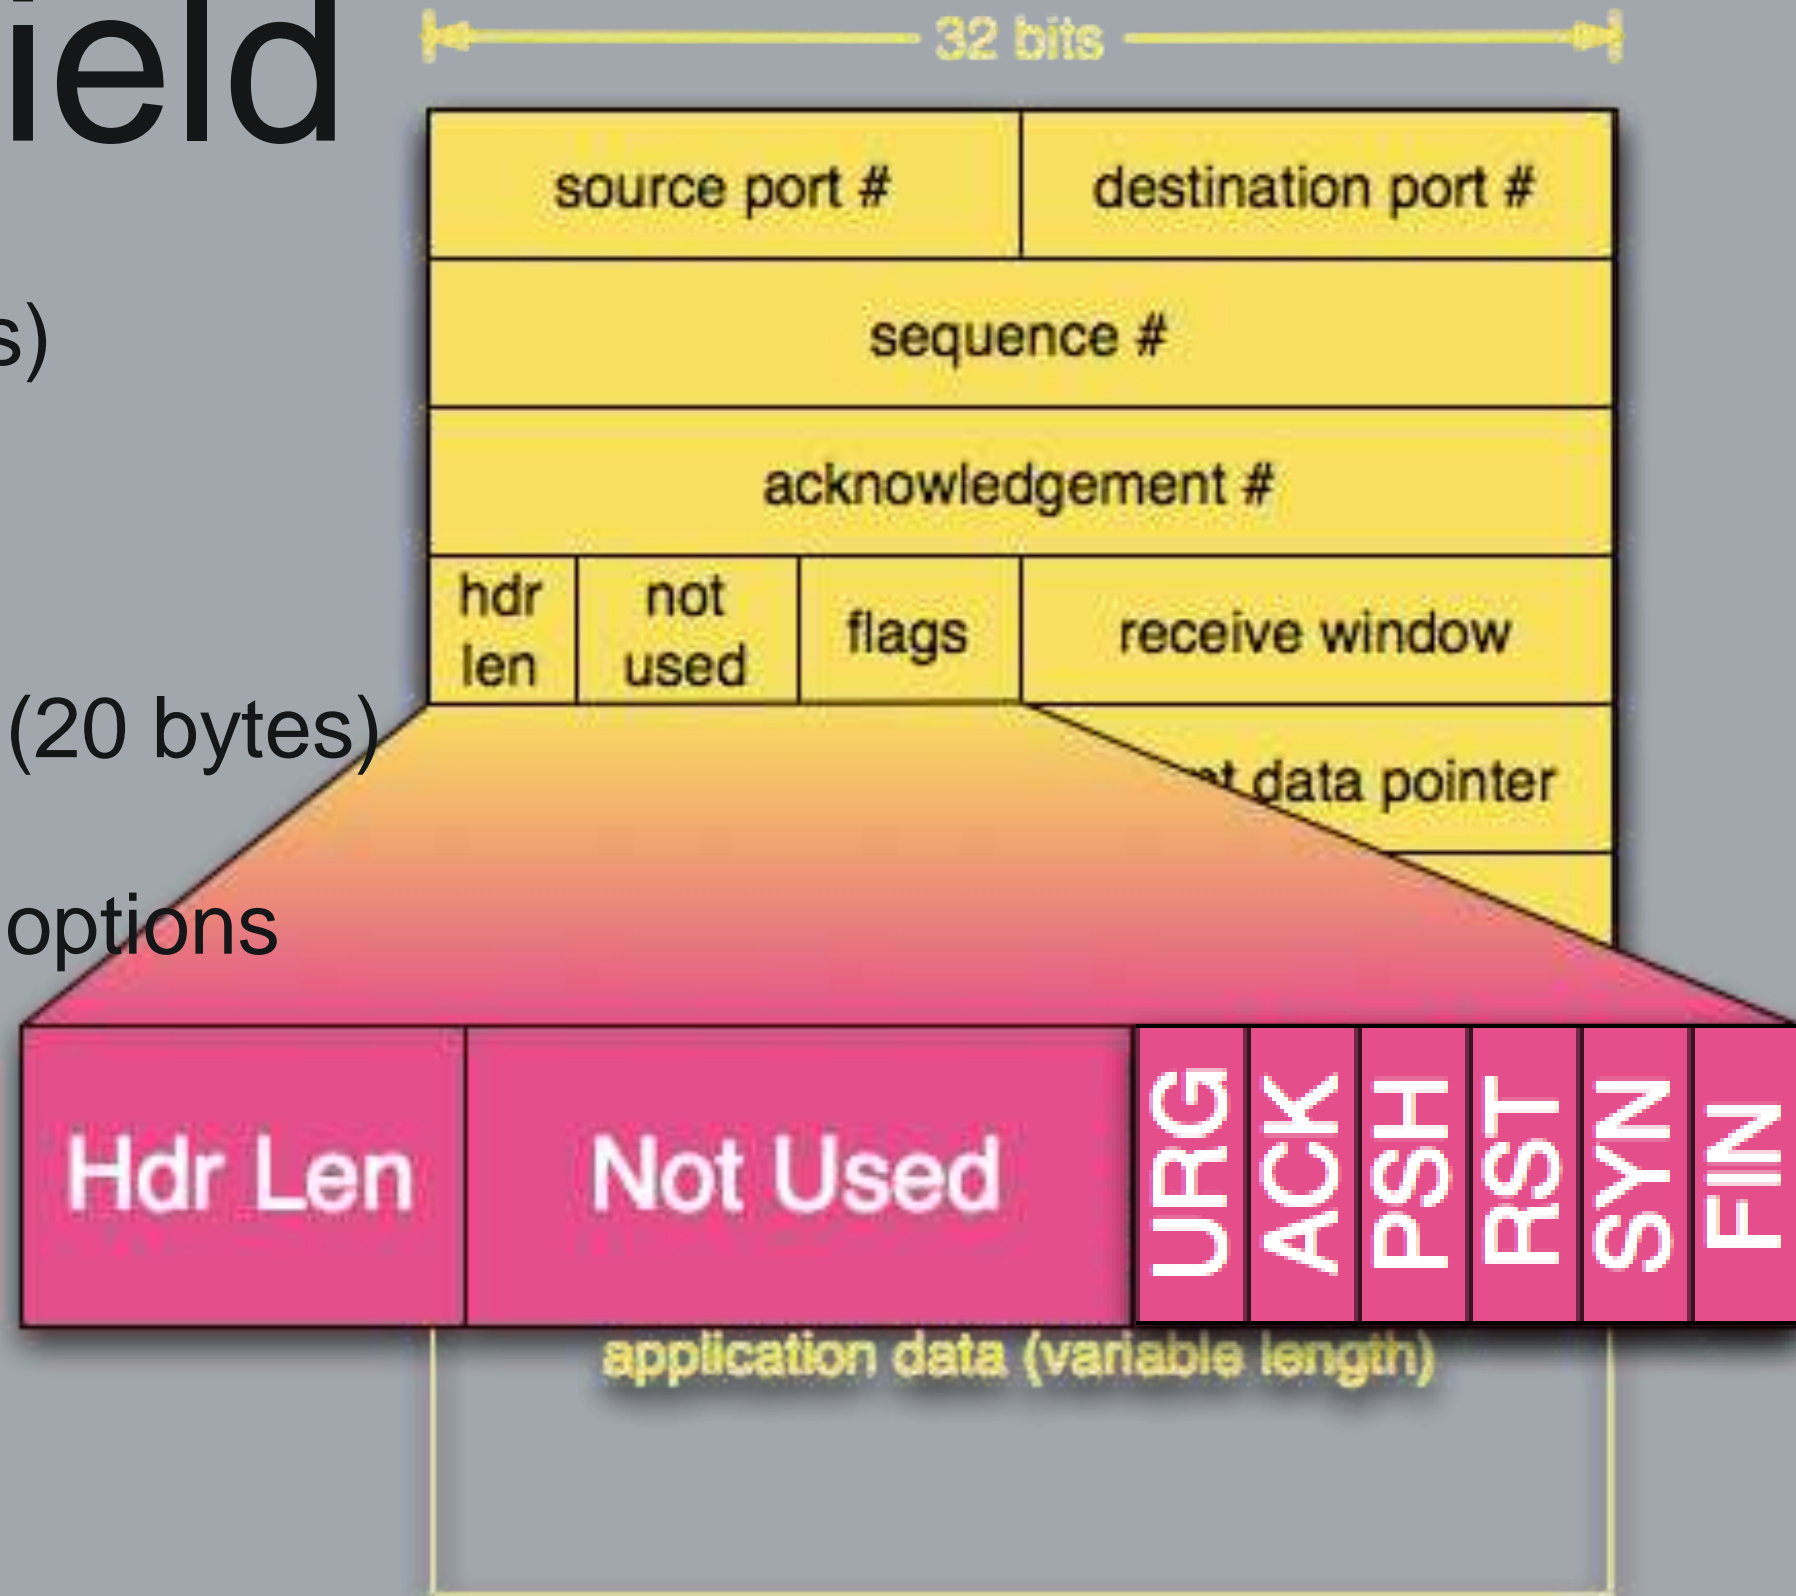 ield
32 bits
source port # destination port #
s)
sequence #
acknowledgement #
hdr len not used flags receive window
(20 bytes)
data pointer
options
Hdr Len Not Used URG ACK PSH RST SYN FIN
application data (variable length)